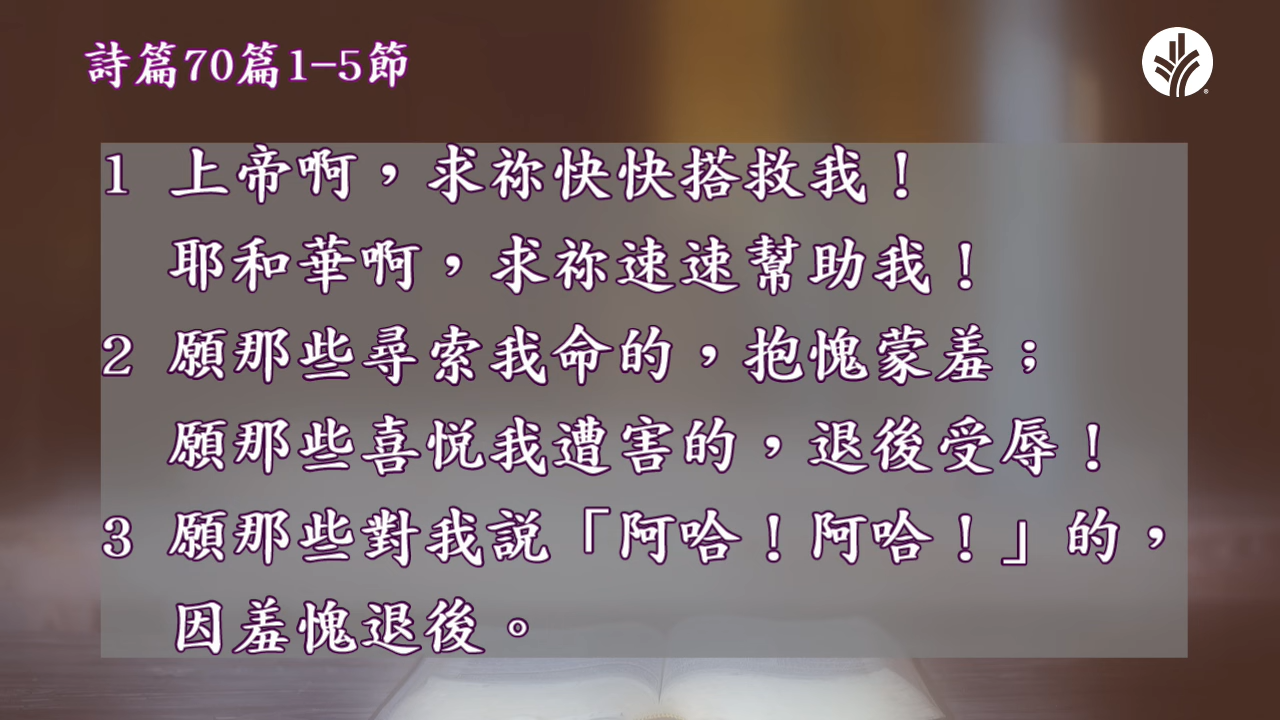 詩篇70篇1-5節
1 上帝啊，求祢快快搭救我！
耶和華啊，求祢速速幫助我！
2 願那些尋索我命的，抱愧蒙羞；
願那些喜悅我遭害的，退後受辱！
3 願那些對我說「阿哈！阿哈！」的，
因羞愧退後。